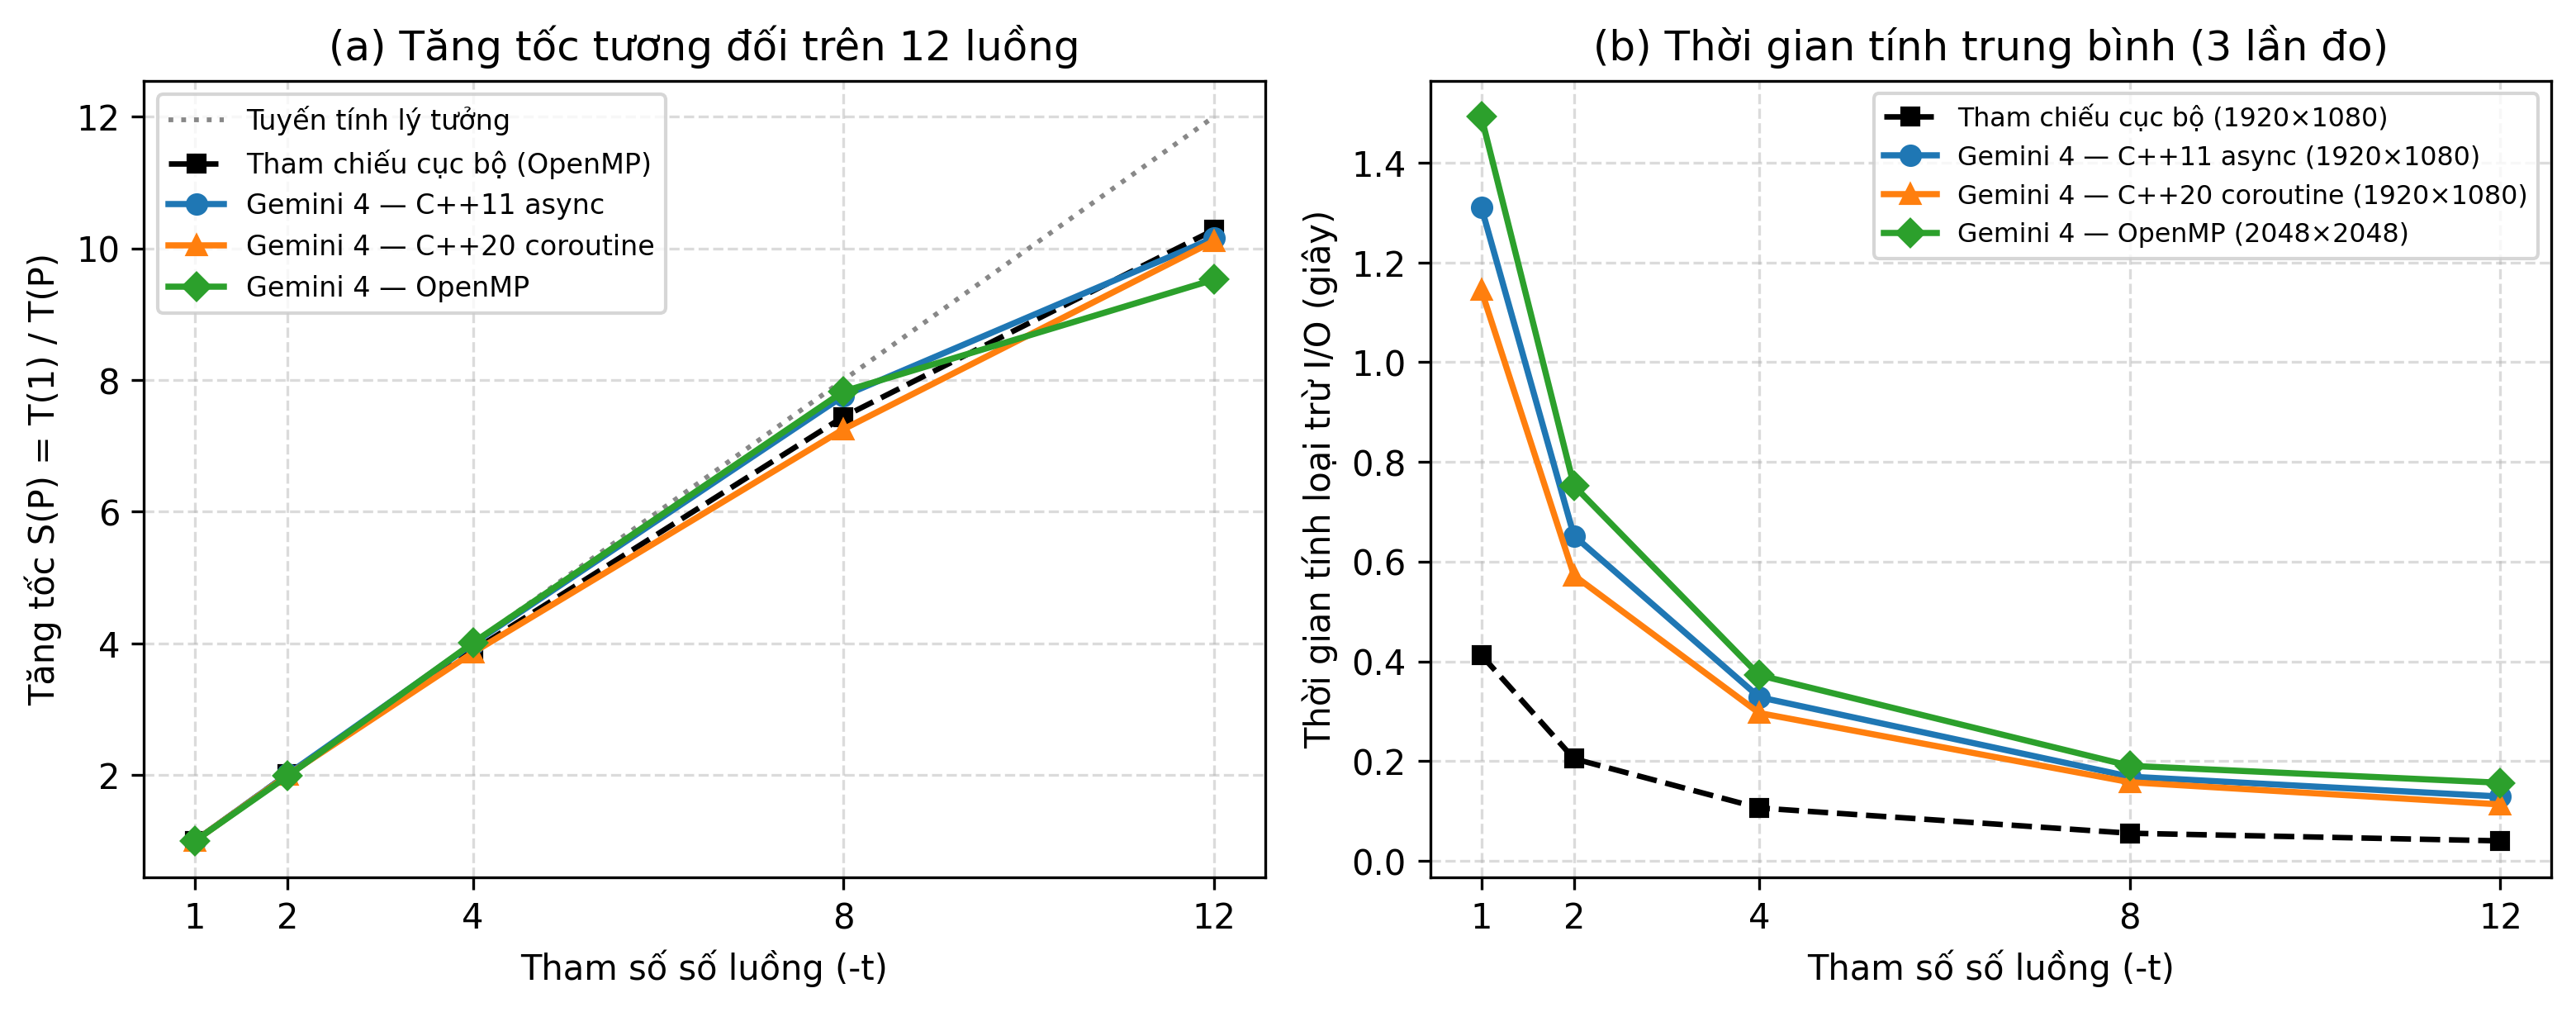 (a) Tăng tốc tương đối trên 12 luồng
Tăng tốc S(P) = T(1) / T(P)
12
10
8
6
4
2
Tuyến tính lý tưởng
Tham chiếu cục bộ (OpenMP)
Gemini 4 — C++11 async
Gemini 4 — C++20 coroutine
Gemini 4 — OpenMP
1 2 4 8 12
Tham số số luồng (-t)
(b) Thời gian tính trung bình (3 lần đo)
Thời gian tính loại trừ I/O (giây)
1.4
1.2
1.0
0.8
0.6
0.4
0.2
0.0
Tham chiếu cục bộ (1920×1080)
Gemini 4 — C++11 async (1920×1080)
Gemini 4 — C++20 coroutine (1920×1080)
Gemini 4 — OpenMP (2048×2048)
1 2 4 8 12
Tham số số luồng (-t)